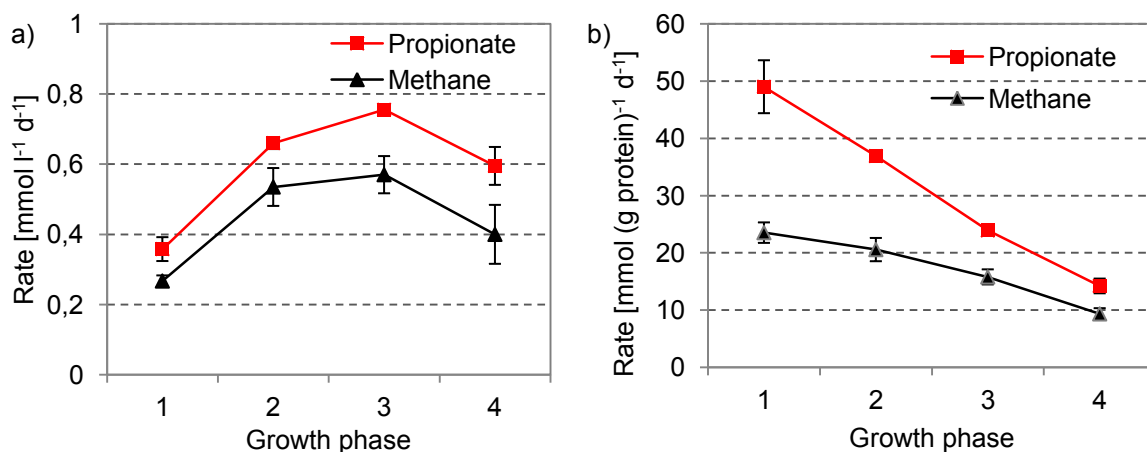 a)
Rate [mmol l⁻¹ d⁻¹]
1
0,8
0,6
0,4
0,2
0
Propionate
Methane
1 2 3 4
Growth phase
b)
Rate [mmol (g protein)⁻¹ d⁻¹]
60
50
40
30
20
10
0
Propionate
Methane
1 2 3 4
Growth phase